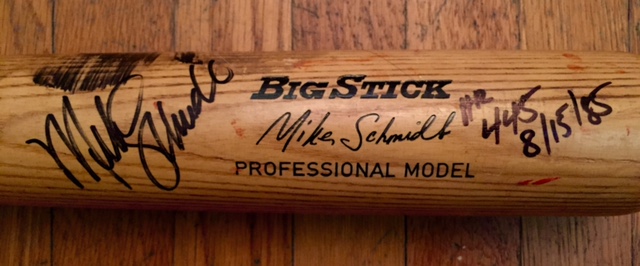 Mike Schmidt
BIG STICK
Mike Schmidt
PROFESSIONAL MODEL
HR
445
8/15/85